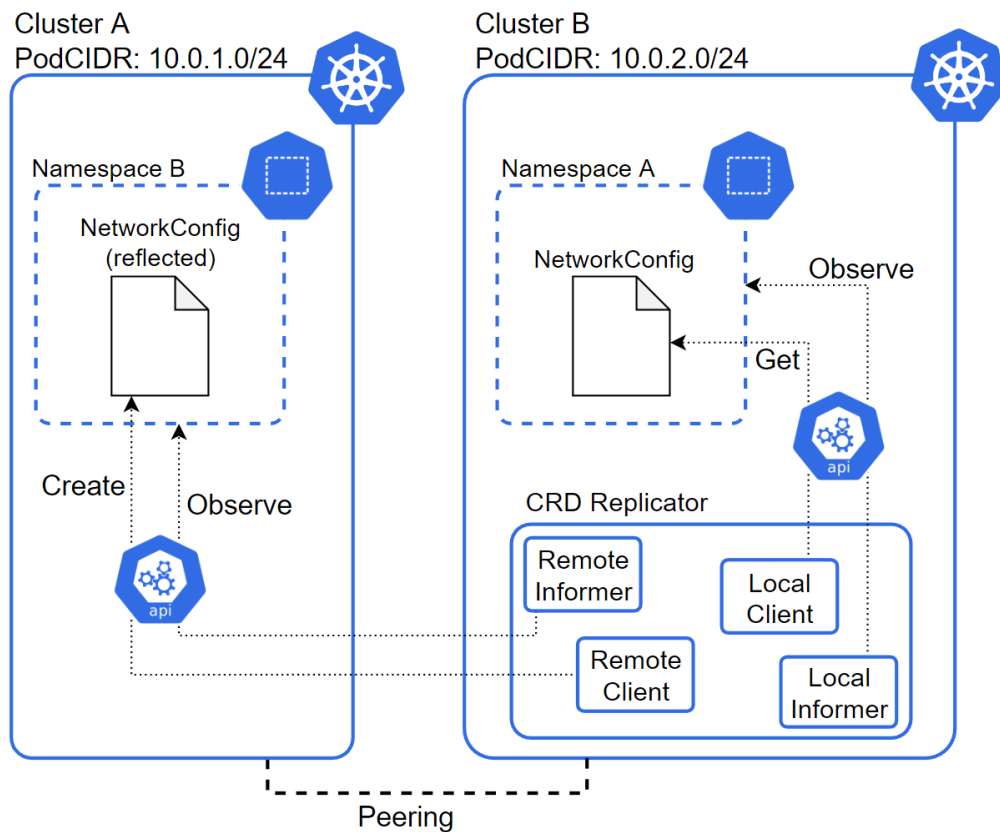 Cluster A
PodCIDR: 10.0.1.0/24
Namespace B
NetworkConfig
(reflected)
Create
Observe
api
Cluster B
PodCIDR: 10.0.2.0/24
Namespace A
NetworkConfig
Observe
Get
api
CRD Replicator
Remote
Informer
Local
Client
Remote
Client
Local
Informer
Peering